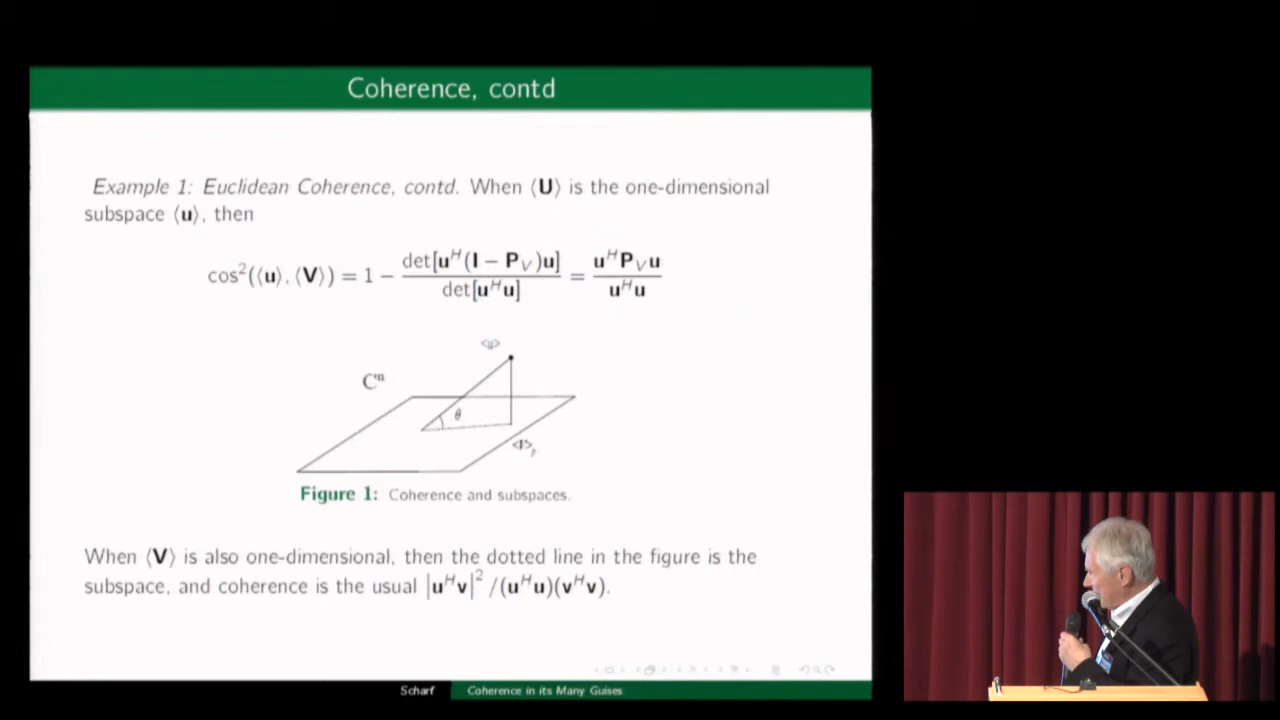 Coherence, contd
Example 1: Euclidean Coherence, contd. When ⟨U⟩ is the one-dimensional
subspace ⟨u⟩, then
cos²(⟨u⟩, ⟨V⟩) = 1 − det[uᴴ(I − P_V)u] / det[uᴴu] = uᴴP_V u / uᴴu
Cⁿ
θ
Figure 1: Coherence and subspaces.
When ⟨V⟩ is also one-dimensional, then the dotted line in the figure is the
subspace, and coherence is the usual |uᴴv|² /(uᴴu)(vᴴv).
Scharf Coherence in its Many Guises